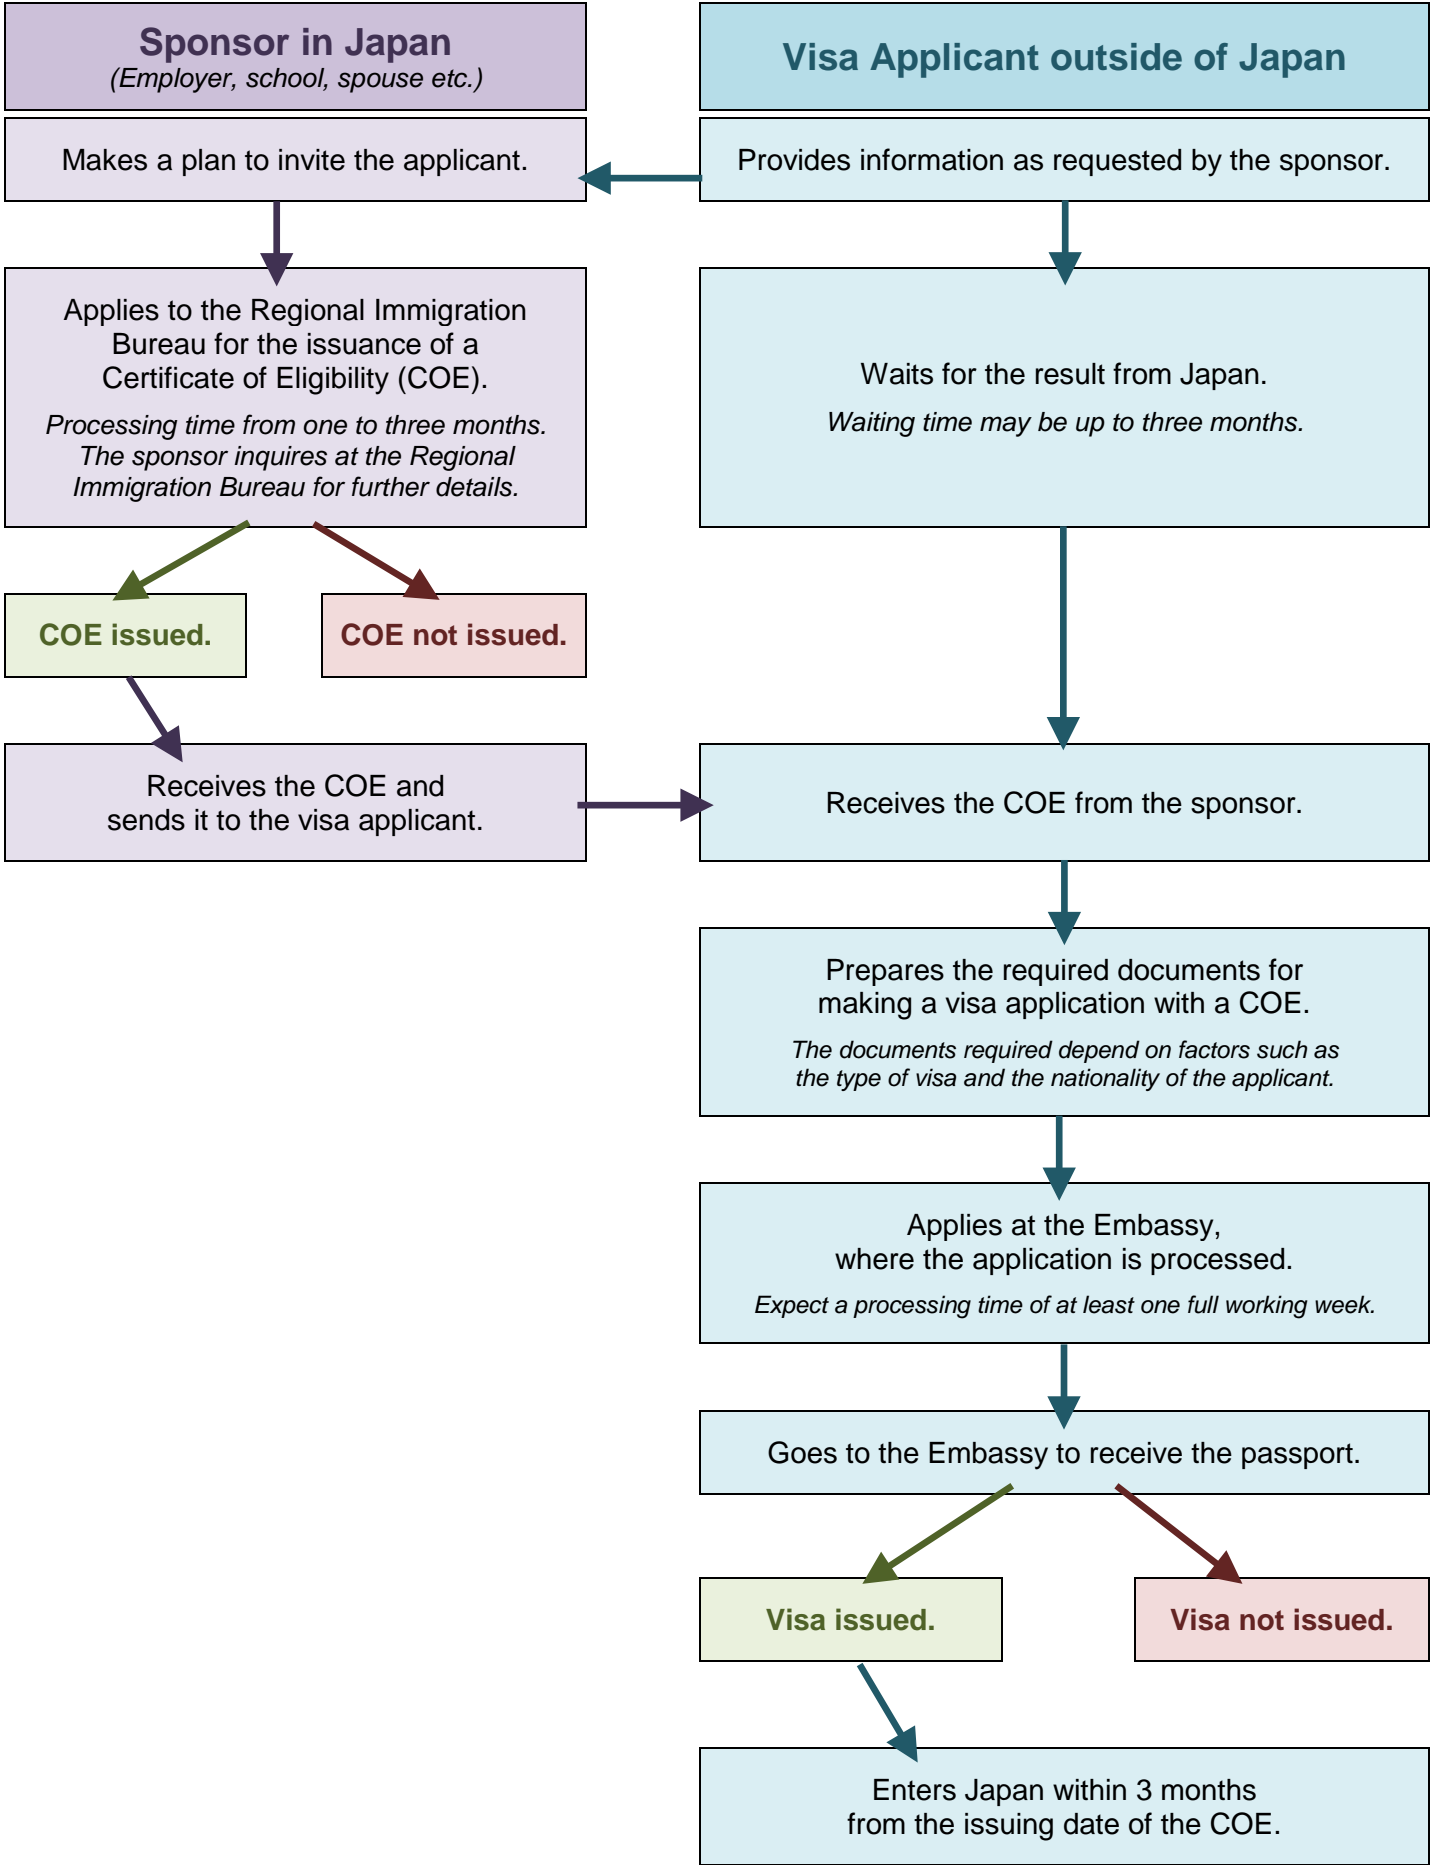 Sponsor in Japan
(Employer, school, spouse etc.)
Visa Applicant outside of Japan
Makes a plan to invite the applicant.
Provides information as requested by the sponsor.
Applies to the Regional Immigration
Bureau for the issuance of a
Certificate of Eligibility (COE).
Processing time from one to three months.
The sponsor inquires at the Regional
Immigration Bureau for further details.
Waits for the result from Japan.
Waiting time may be up to three months.
COE issued.
COE not issued.
Receives the COE and
sends it to the visa applicant.
Receives the COE from the sponsor.
Prepares the required documents for
making a visa application with a COE.
The documents required depend on factors such as
the type of visa and the nationality of the applicant.
Applies at the Embassy,
where the application is processed.
Expect a processing time of at least one full working week.
Goes to the Embassy to receive the passport.
Visa issued.
Visa not issued.
Enters Japan within 3 months
from the issuing date of the COE.